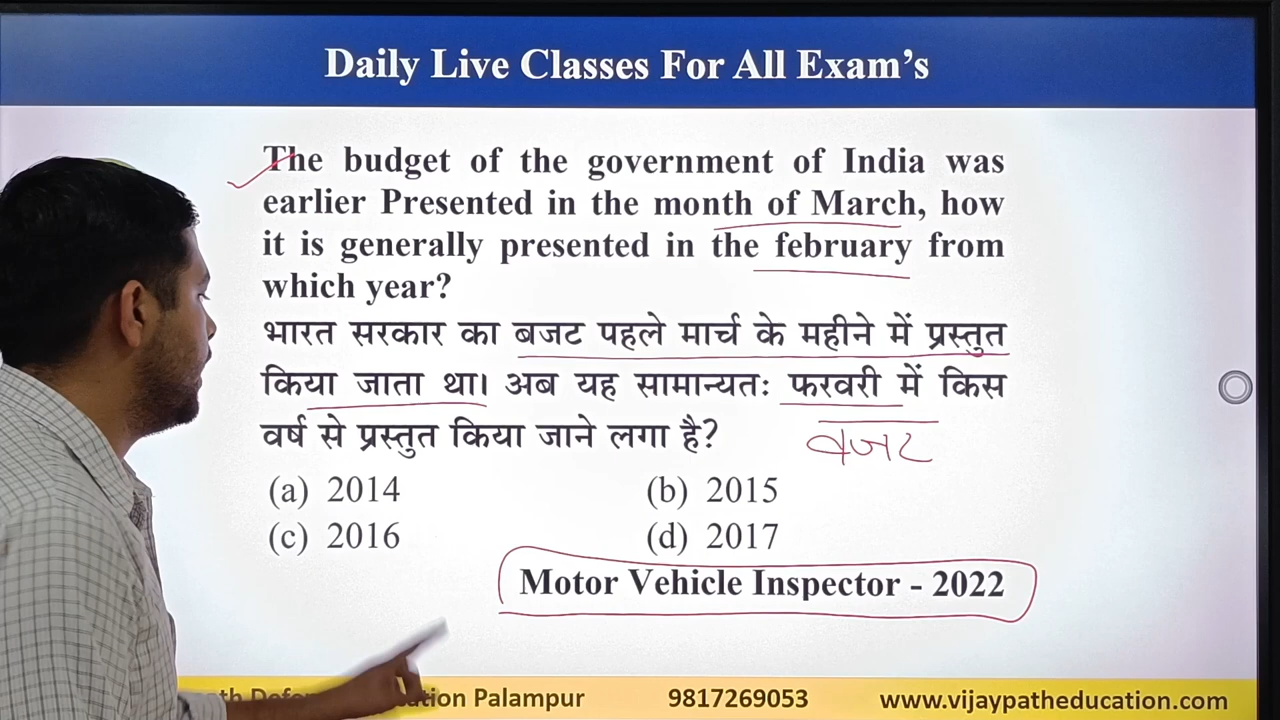 Daily Live Classes For All Exam's
The budget of the government of India was
earlier Presented in the month of March, how
it is generally presented in the february from
which year?
भारत सरकार का बजट पहले मार्च के महीने में प्रस्तुत
किया जाता था। अब यह सामान्यतः फरवरी में किस
वर्ष से प्रस्तुत किया जाने लगा है?
बजट
(a) 2014 (b) 2015
(c) 2016 (d) 2017
Motor Vehicle Inspector - 2022
Palampur 9817269053 www.vijaypatheducation.com